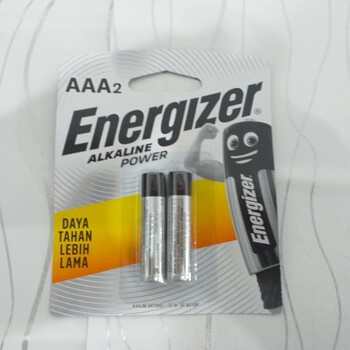 AAA2
Energizer®
ALKALINE
POWER
Energizer
DAYA
TAHAN
LEBIH
LAMA